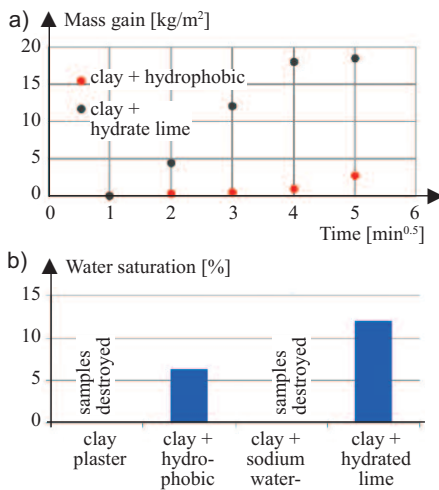 a)
Mass gain [kg/m²]
20
15
10
5
0
clay + hydrophobic
clay +
hydrate lime
0 1 2 3 4 5 6
Time [min⁰·⁵]
b)
Water saturation [%]
15
10
5
0
samples
destroyed
samples
destroyed
clay
plaster
clay +
hydro-
phobic
clay +
sodium
water-
clay +
hydrated
lime